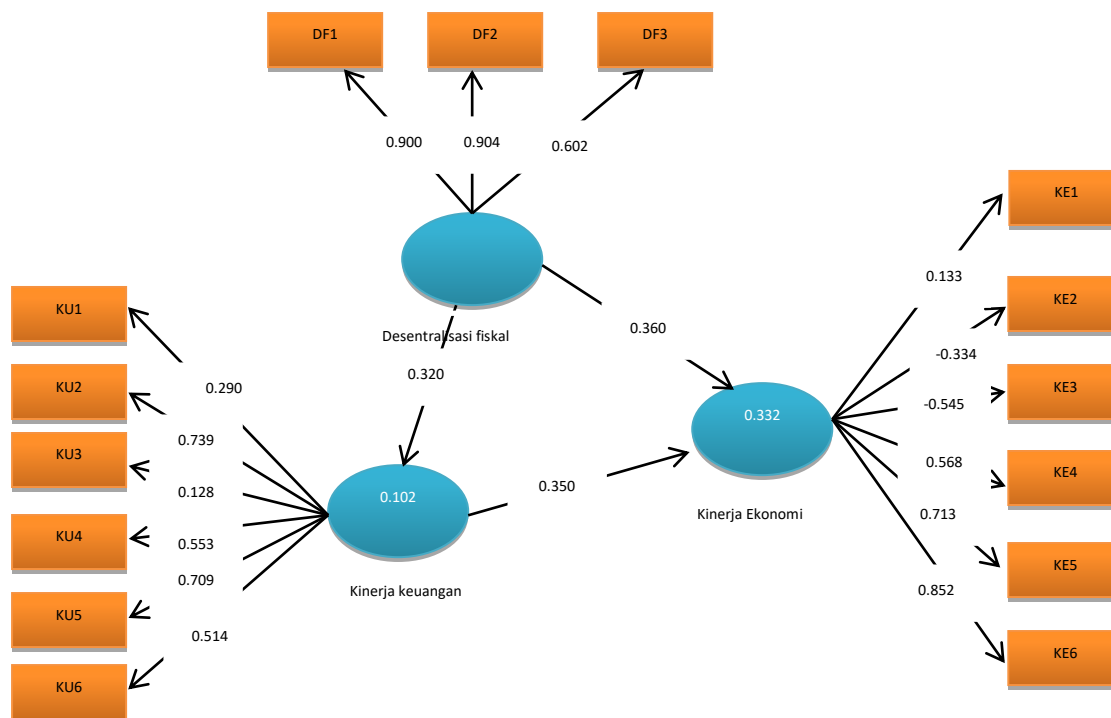 DF1
DF2
DF3
0.900
0.904
0.602
KE1
0.133
KE2
-0.334
KE3
-0.545
KE4
0.568
KE5
0.713
KE6
0.852
Desentralisasi fiskal
0.360
0.320
0.332
Kinerja Ekonomi
0.350
0.102
Kinerja keuangan
KU1
0.290
KU2
0.739
KU3
0.128
KU4
0.553
KU5
0.709
KU6
0.514